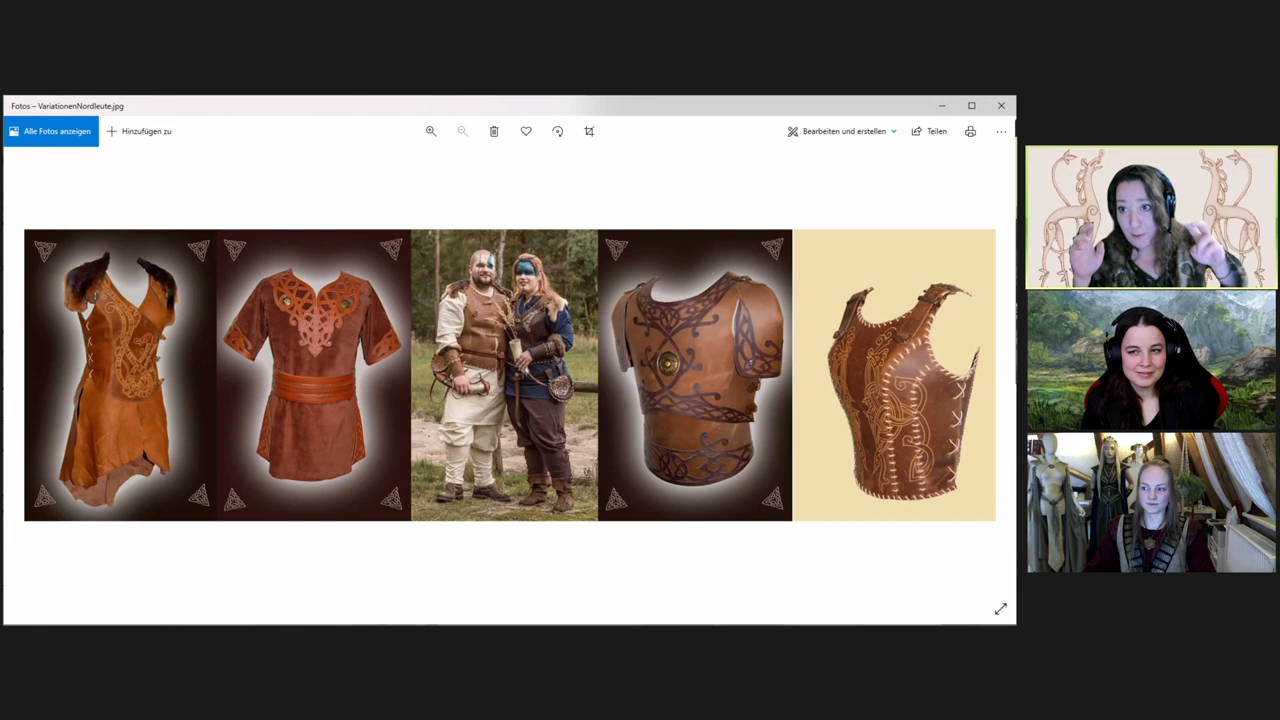 Fotos – VariationenNordleute.jpg
Alle Fotos anzeigen
Hinzufügen zu
Bearbeiten und erstellen
Teilen